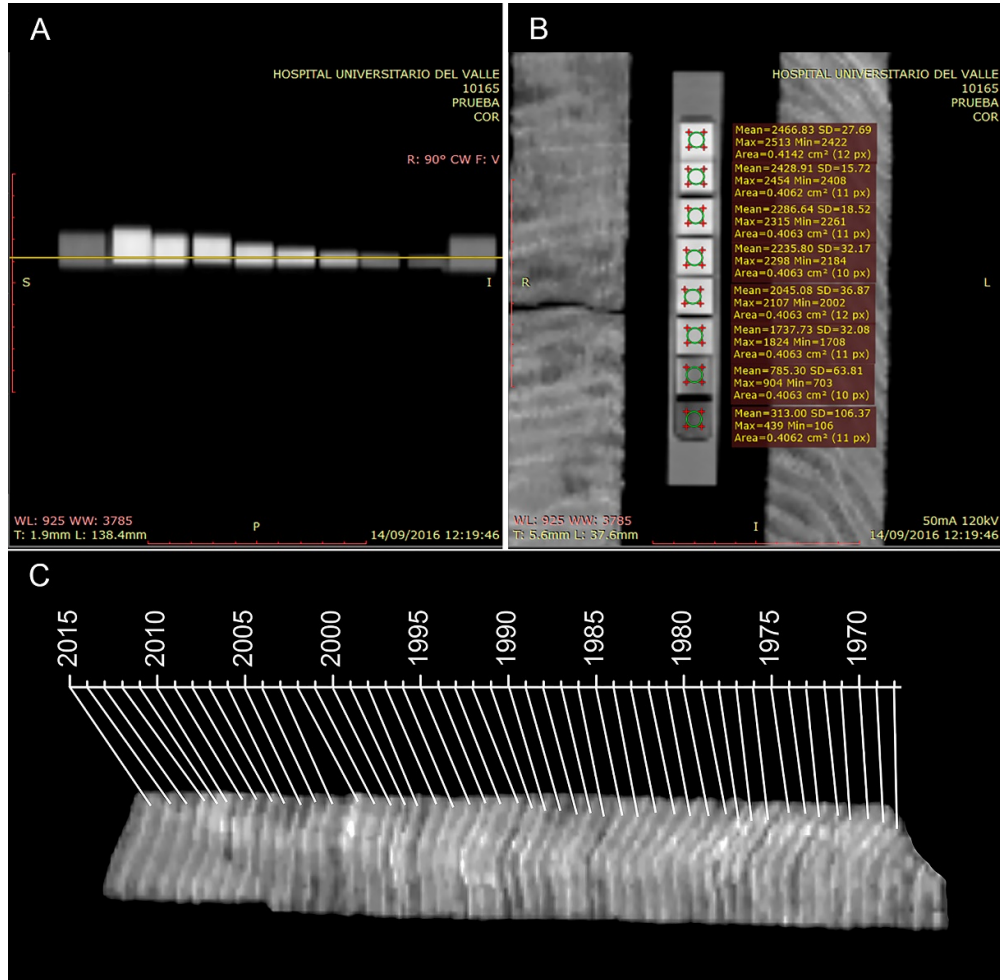 A
HOSPITAL UNIVERSITARIO DEL VALLE
10165
PRUEBA
COR
R: 90° CW F: V
S
I
P
WL: 925 WW: 3785
T: 1.9mm L: 138.4mm
14/09/2016 12:19:46
B
HOSPITAL UNIVERSITARIO DEL VALLE
10165
PRUEBA
COR
Mean=2466.83 SD=27.69
Max=2513 Min=2422
Area=0.4142 cm² (12 px)
Mean=2428.91 SD=15.72
Max=2454 Min=2408
Area=0.4062 cm² (11 px)
Mean=2286.64 SD=18.52
Max=2315 Min=2261
Area=0.4063 cm² (11 px)
Mean=2235.80 SD=32.17
Max=2298 Min=2184
Area=0.4063 cm² (10 px)
Mean=2045.08 SD=36.87
Max=2107 Min=2002
Area=0.4063 cm² (12 px)
Mean=1737.73 SD=32.08
Max=1824 Min=1708
Area=0.4063 cm² (11 px)
Mean=785.30 SD=63.81
Max=904 Min=703
Area=0.4063 cm² (10 px)
Mean=313.00 SD=106.37
Max=439 Min=106
Area=0.4062 cm² (11 px)
R
L
I
WL: 925 WW: 3785
T: 5.6mm L: 37.6mm
50mA 120kV
14/09/2016 12:19:46
C
2015
2010
2005
2000
1995
1990
1985
1980
1975
1970